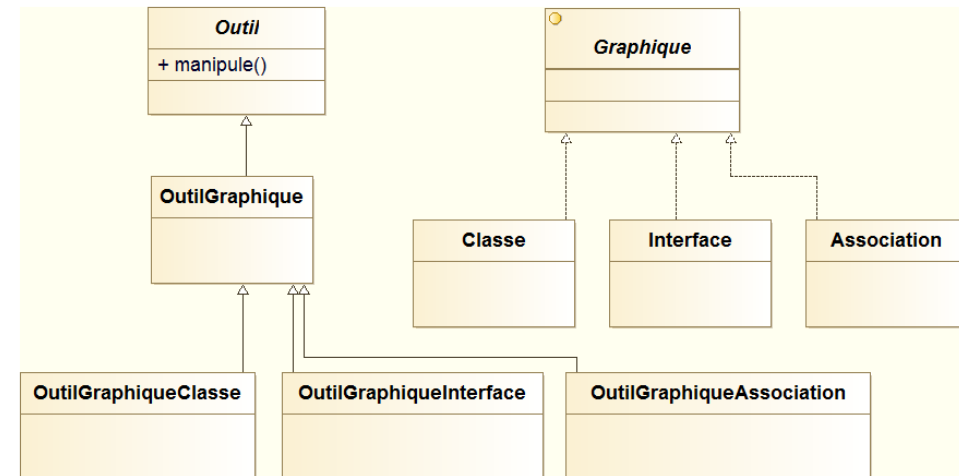 Outil
+ manipule()
Graphique
OutilGraphique
Classe
Interface
Association
OutilGraphiqueClasse
OutilGraphiqueInterface
OutilGraphiqueAssociation